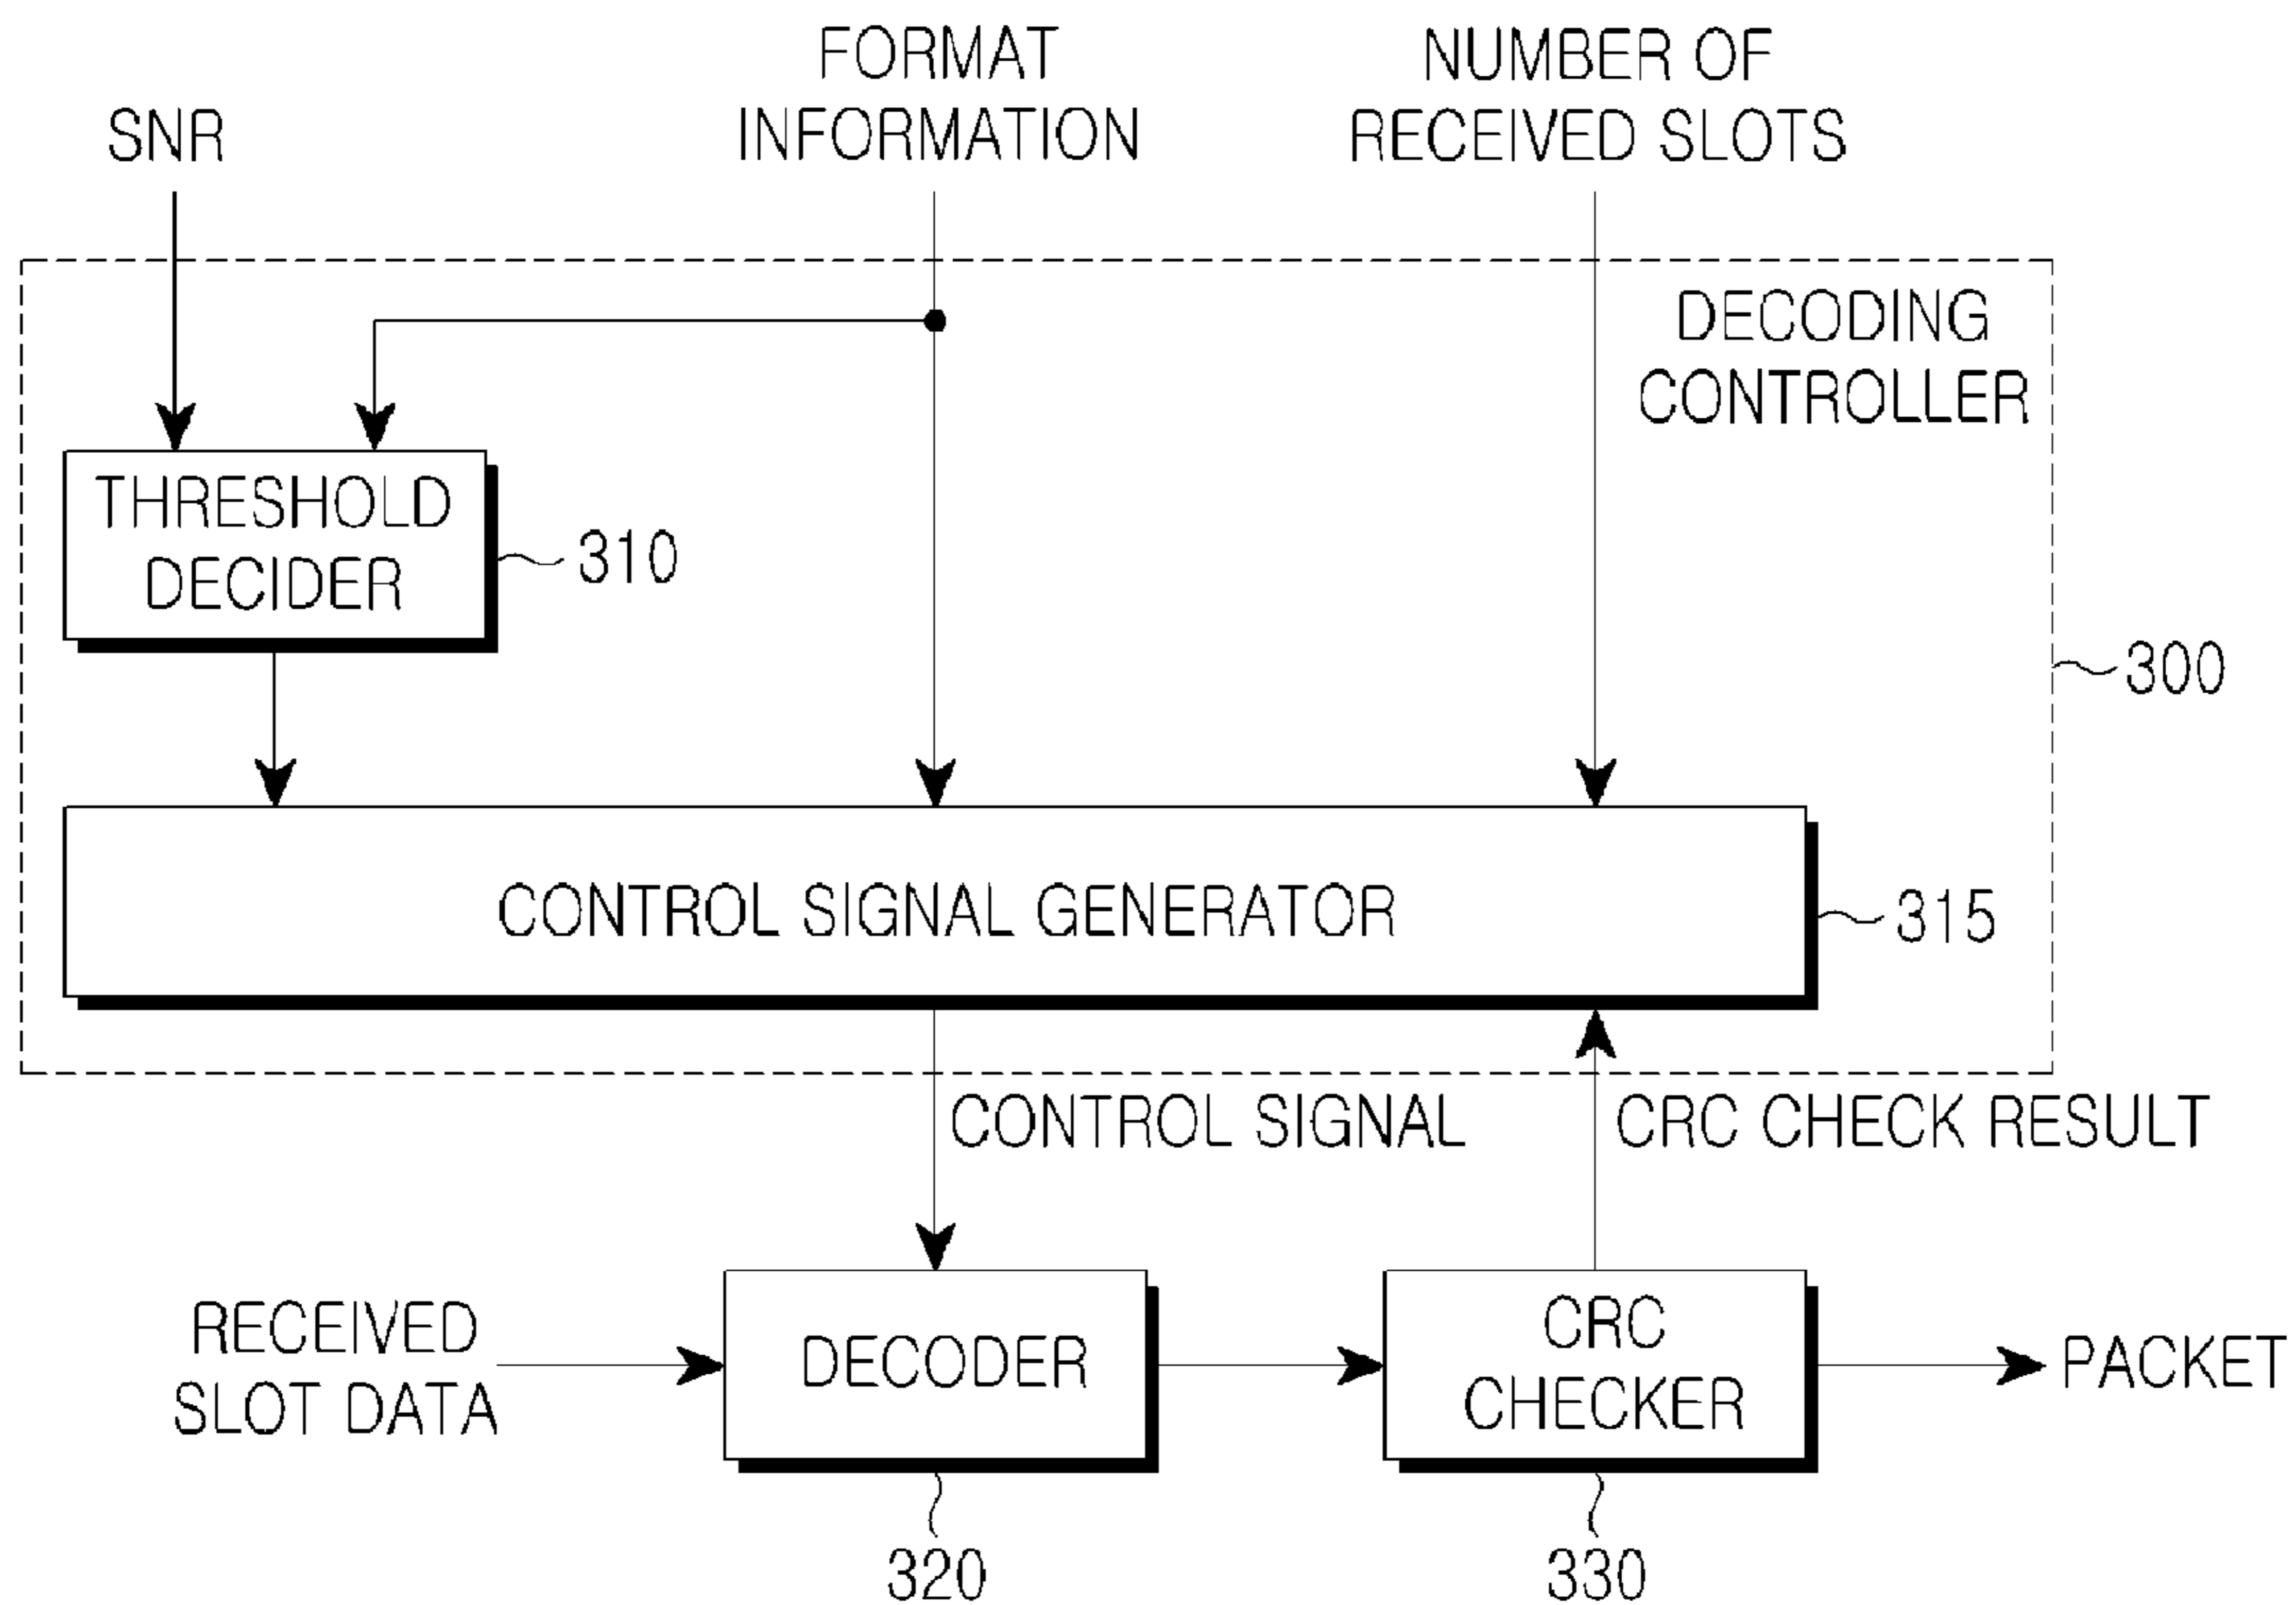 SNR
FORMAT
INFORMATION
NUMBER OF
RECEIVED SLOTS
DECODING
CONTROLLER
THRESHOLD
DECIDER
310
300
CONTROL SIGNAL GENERATOR
315
CONTROL SIGNAL
CRC CHECK RESULT
RECEIVED
SLOT DATA
DECODER
CRC
CHECKER
PACKET
320
330